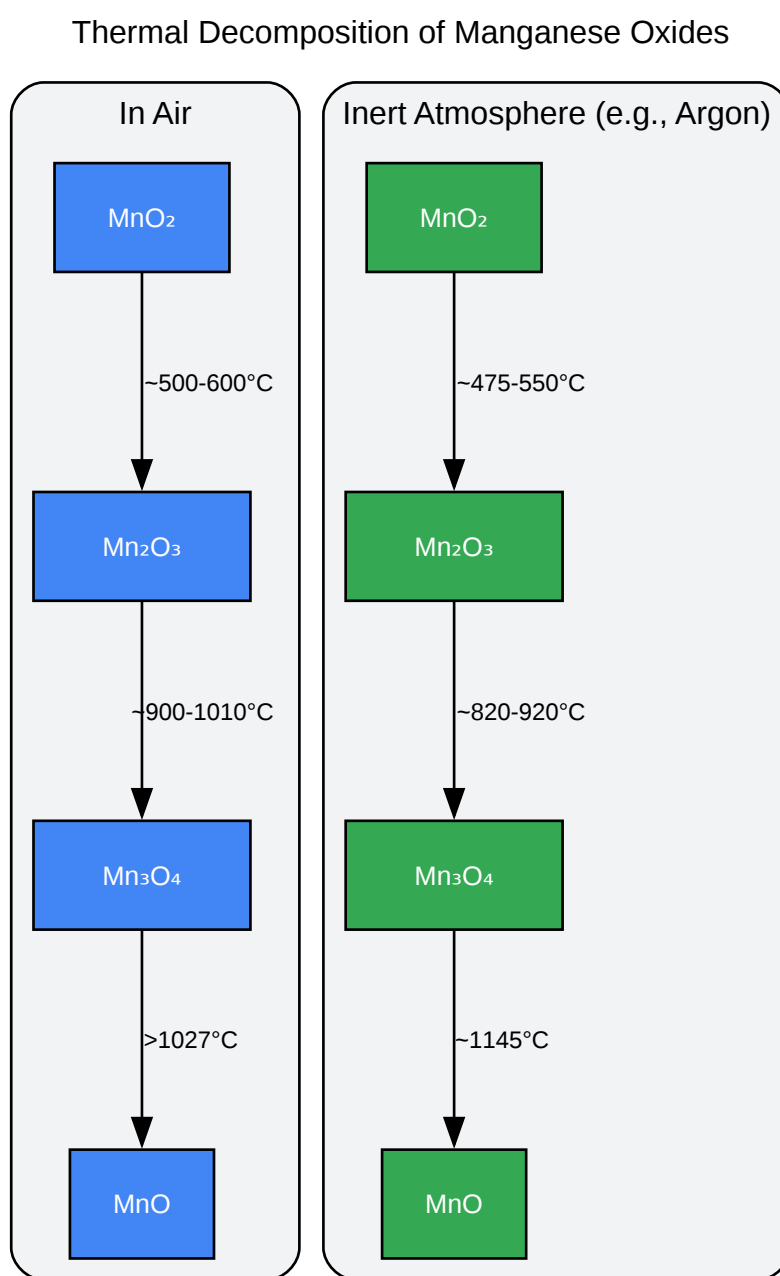 Thermal Decomposition of Manganese Oxides
In Air
MnO₂
~500-600°C
Mn₂O₃
~900-1010°C
Mn₃O₄
>1027°C
MnO
Inert Atmosphere (e.g., Argon)
MnO₂
~475-550°C
Mn₂O₃
~820-920°C
Mn₃O₄
~1145°C
MnO